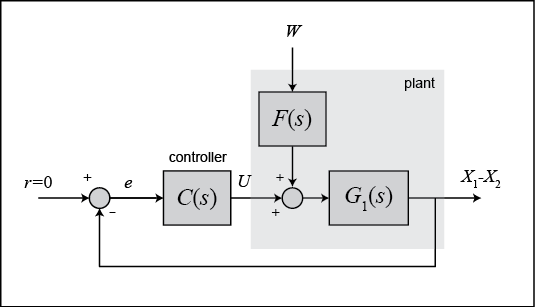 W
plant
F(s)
controller
r=0
+
-
e
C(s)
U
+
+
G₁(s)
X₁-X₂